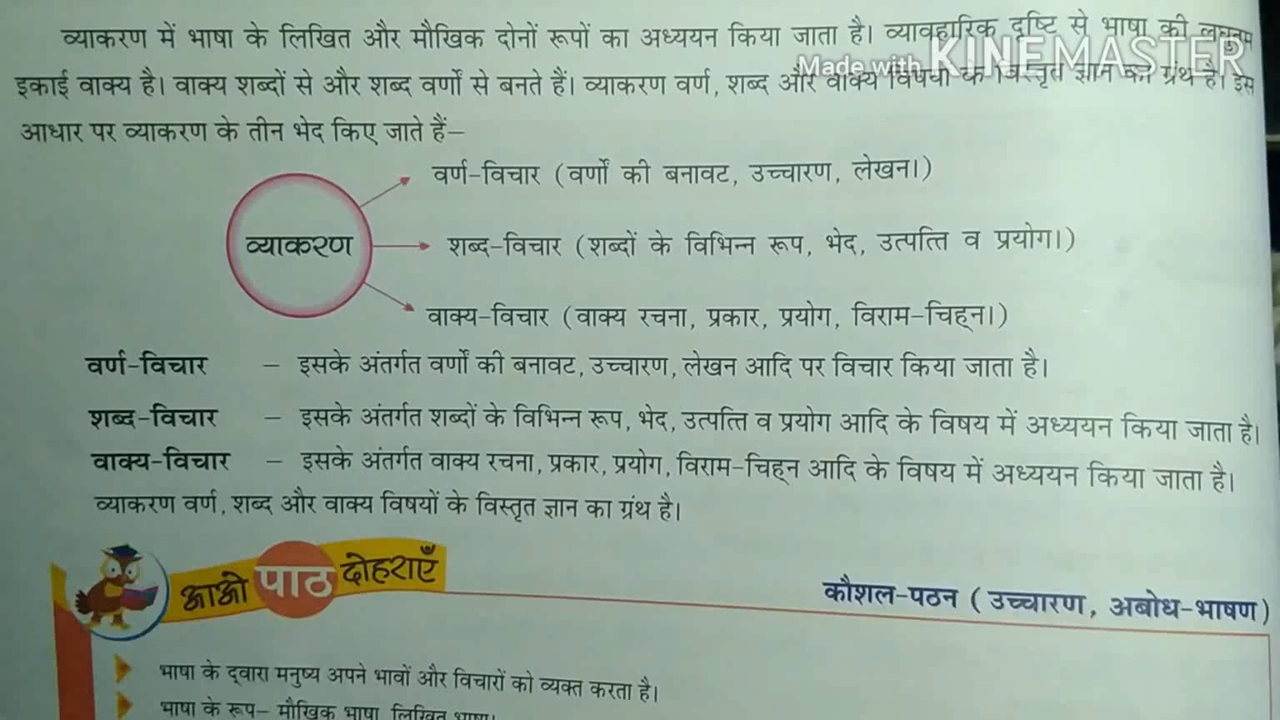 व्याकरण में भाषा के लिखित और मौखिक दोनों रूपों का अध्ययन किया जाता है। व्यावहारिक दृष्टि से भाषा की लघुतम
Made with KINEMASTER
इकाई वाक्य है। वाक्य शब्दों से और शब्द वर्णों से बनते हैं। व्याकरण वर्ण, शब्द और वाक्य विषयों के विस्तृत ज्ञान का ग्रंथ है। इस
आधार पर व्याकरण के तीन भेद किए जाते हैं–
वर्ण-विचार (वर्णों की बनावट, उच्चारण, लेखन।)
व्याकरण
शब्द-विचार (शब्दों के विभिन्न रूप, भेद, उत्पत्ति व प्रयोग।)
वाक्य-विचार (वाक्य रचना, प्रकार, प्रयोग, विराम-चिह्न।)
वर्ण-विचार – इसके अंतर्गत वर्णों की बनावट, उच्चारण, लेखन आदि पर विचार किया जाता है।
शब्द-विचार – इसके अंतर्गत शब्दों के विभिन्न रूप, भेद, उत्पत्ति व प्रयोग आदि के विषय में अध्ययन किया जाता है।
वाक्य-विचार – इसके अंतर्गत वाक्य रचना, प्रकार, प्रयोग, विराम-चिह्न आदि के विषय में अध्ययन किया जाता है।
व्याकरण वर्ण, शब्द और वाक्य विषयों के विस्तृत ज्ञान का ग्रंथ है।
आओ पाठ दोहराएँ
कौशल-पठन (उच्चारण, अबोध-भाषण)
भाषा के द्वारा मनुष्य अपने भावों और विचारों को व्यक्त करता है।
भाषा के रूप– मौखिक भाषा, लिखित भाषा।